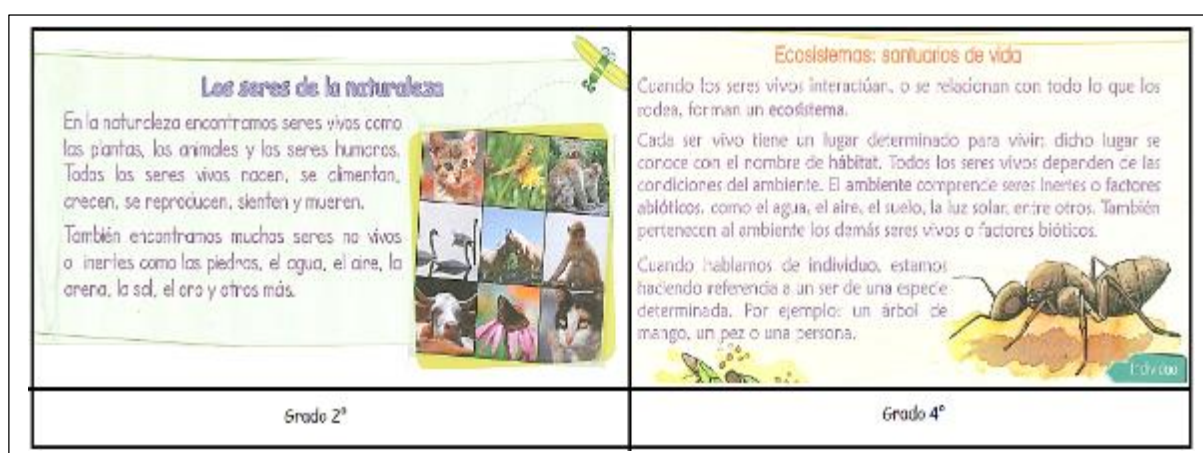 Los seres de la naturaleza
En la naturaleza encontramos seres vivos como
las plantas, los animales y los seres humanos.
Todos los seres vivos nacen, se alimentan,
crecen, se reproducen, sienten y mueren.
También encontramos muchos seres no vivos
o inertes como las piedras, el agua, el aire, la
arena, la sal, el oro y otros más.
Grado 2°
Ecosistemas: santuarios de vida
Cuando los seres vivos interactúan, o se relacionan con todo lo que los
rodea, forman un ecosistema.
Cada ser vivo tiene un lugar determinado para vivir; dicho lugar se
conoce con el nombre de hábitat. Todos los seres vivos dependen de las
condiciones del ambiente. El ambiente comprende seres inertes o factores
abióticos, como el agua, el aire, el suelo, la luz solar, entre otros. También
pertenecen al ambiente los demás seres vivos o factores bióticos.
Cuando hablamos de individuo, estamos
haciendo referencia a un ser de una especie
determinada. Por ejemplo: un árbol de
mango, un pez o una persona.
Individuo
Grado 4°